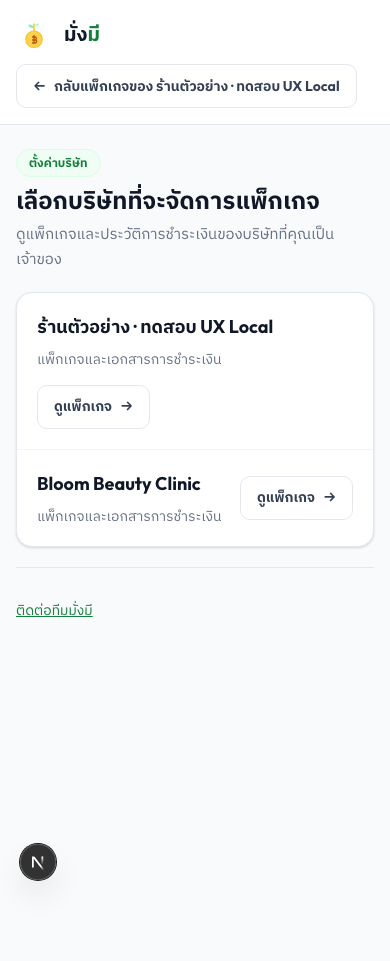 มั่งมี
← กลับแพ็กเกจของ ร้านตัวอย่าง · ทดสอบ UX Local
ตั้งค่าบริษัท
เลือกบริษัทที่จะจัดการแพ็กเกจ
ดูแพ็กเกจและประวัติการชำระเงินของบริษัทที่คุณเป็น
เจ้าของ
ร้านตัวอย่าง · ทดสอบ UX Local
แพ็กเกจและเอกสารการชำระเงิน
ดูแพ็กเกจ →
Bloom Beauty Clinic
แพ็กเกจและเอกสารการชำระเงิน
ดูแพ็กเกจ →
ติดต่อทีมมั่งมี
N